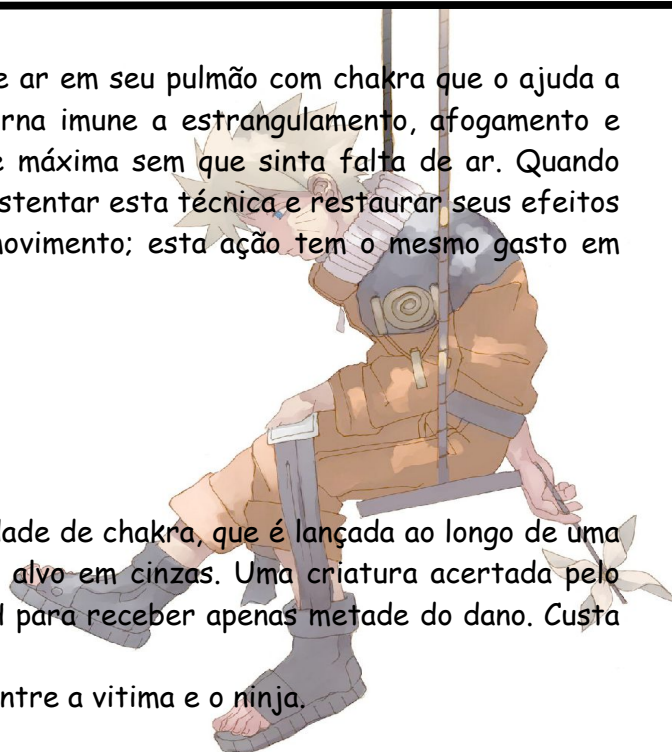 e ar em seu pulmão com chakra que o ajuda a
rna imune a estrangulamento, afogamento e
e máxima sem que sinta falta de ar. Quando
stentar esta técnica e restaurar seus efeitos
movimento; esta ação tem o mesmo gasto em
dade de chakra, que é lançada ao longo de uma
alvo em cinzas. Uma criatura acertada pelo
para receber apenas metade do dano. Custa
ntre a vitima e o ninja.